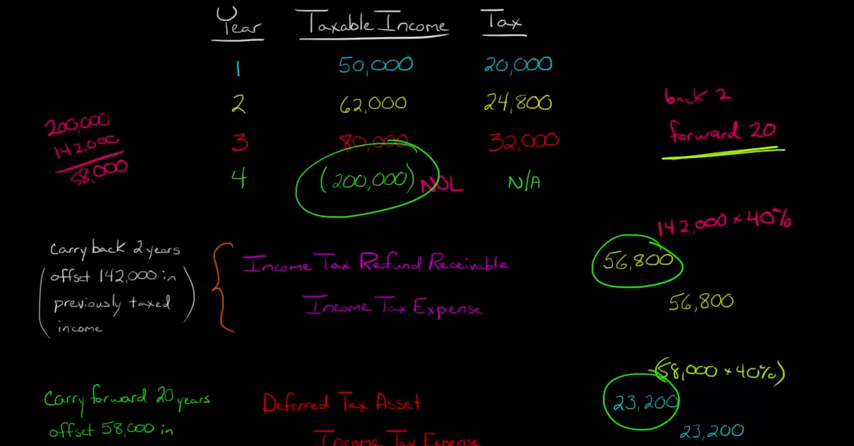 Year Taxable Income Tax
1 50,000 20,000
2 62,000 24,800
3 80,000 32,000
4 (200,000) NOL N/A
200,000
142,000
58,000
back 2
forward 20
142,000 × 40%
Carry back 2 years
offset 142,000 in
previously taxed
income
Income Tax Refund Receivable 56,800
Income Tax Expense 56,800
(58,000 × 40%)
Carry forward 20 years
offset 58,000 in
Deferred Tax Asset 23,200
Income Tax Expense 23,200